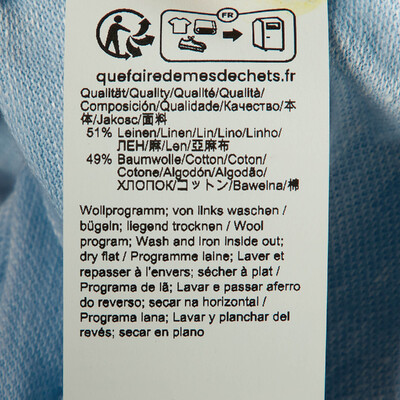 FR
quefairedemesdechets.fr
Qualität/Quality/Qualité/Qualità/
Composición/Qualidade/Качество/本
体/Jakosc/面料
51% Leinen/Linen/Lin/Lino/Linho/
ЛЕН/麻/Len/亞麻布
49% Baumwolle/Cotton/Coton/
Cotone/Algodón/Algodão/
ХЛОПОК/コットン/Bawelna/棉
Wollprogramm; von links waschen /
bügeln; liegend trocknen / Wool
program; Wash and Iron inside out;
dry flat / Programme laine; Laver et
repasser à l'envers; sécher à plat /
Programa de lã; Lavar e passar aferro
do reverso; secar na horizontal /
Programa lana; Lavar y planchar del
revés; secar en plano